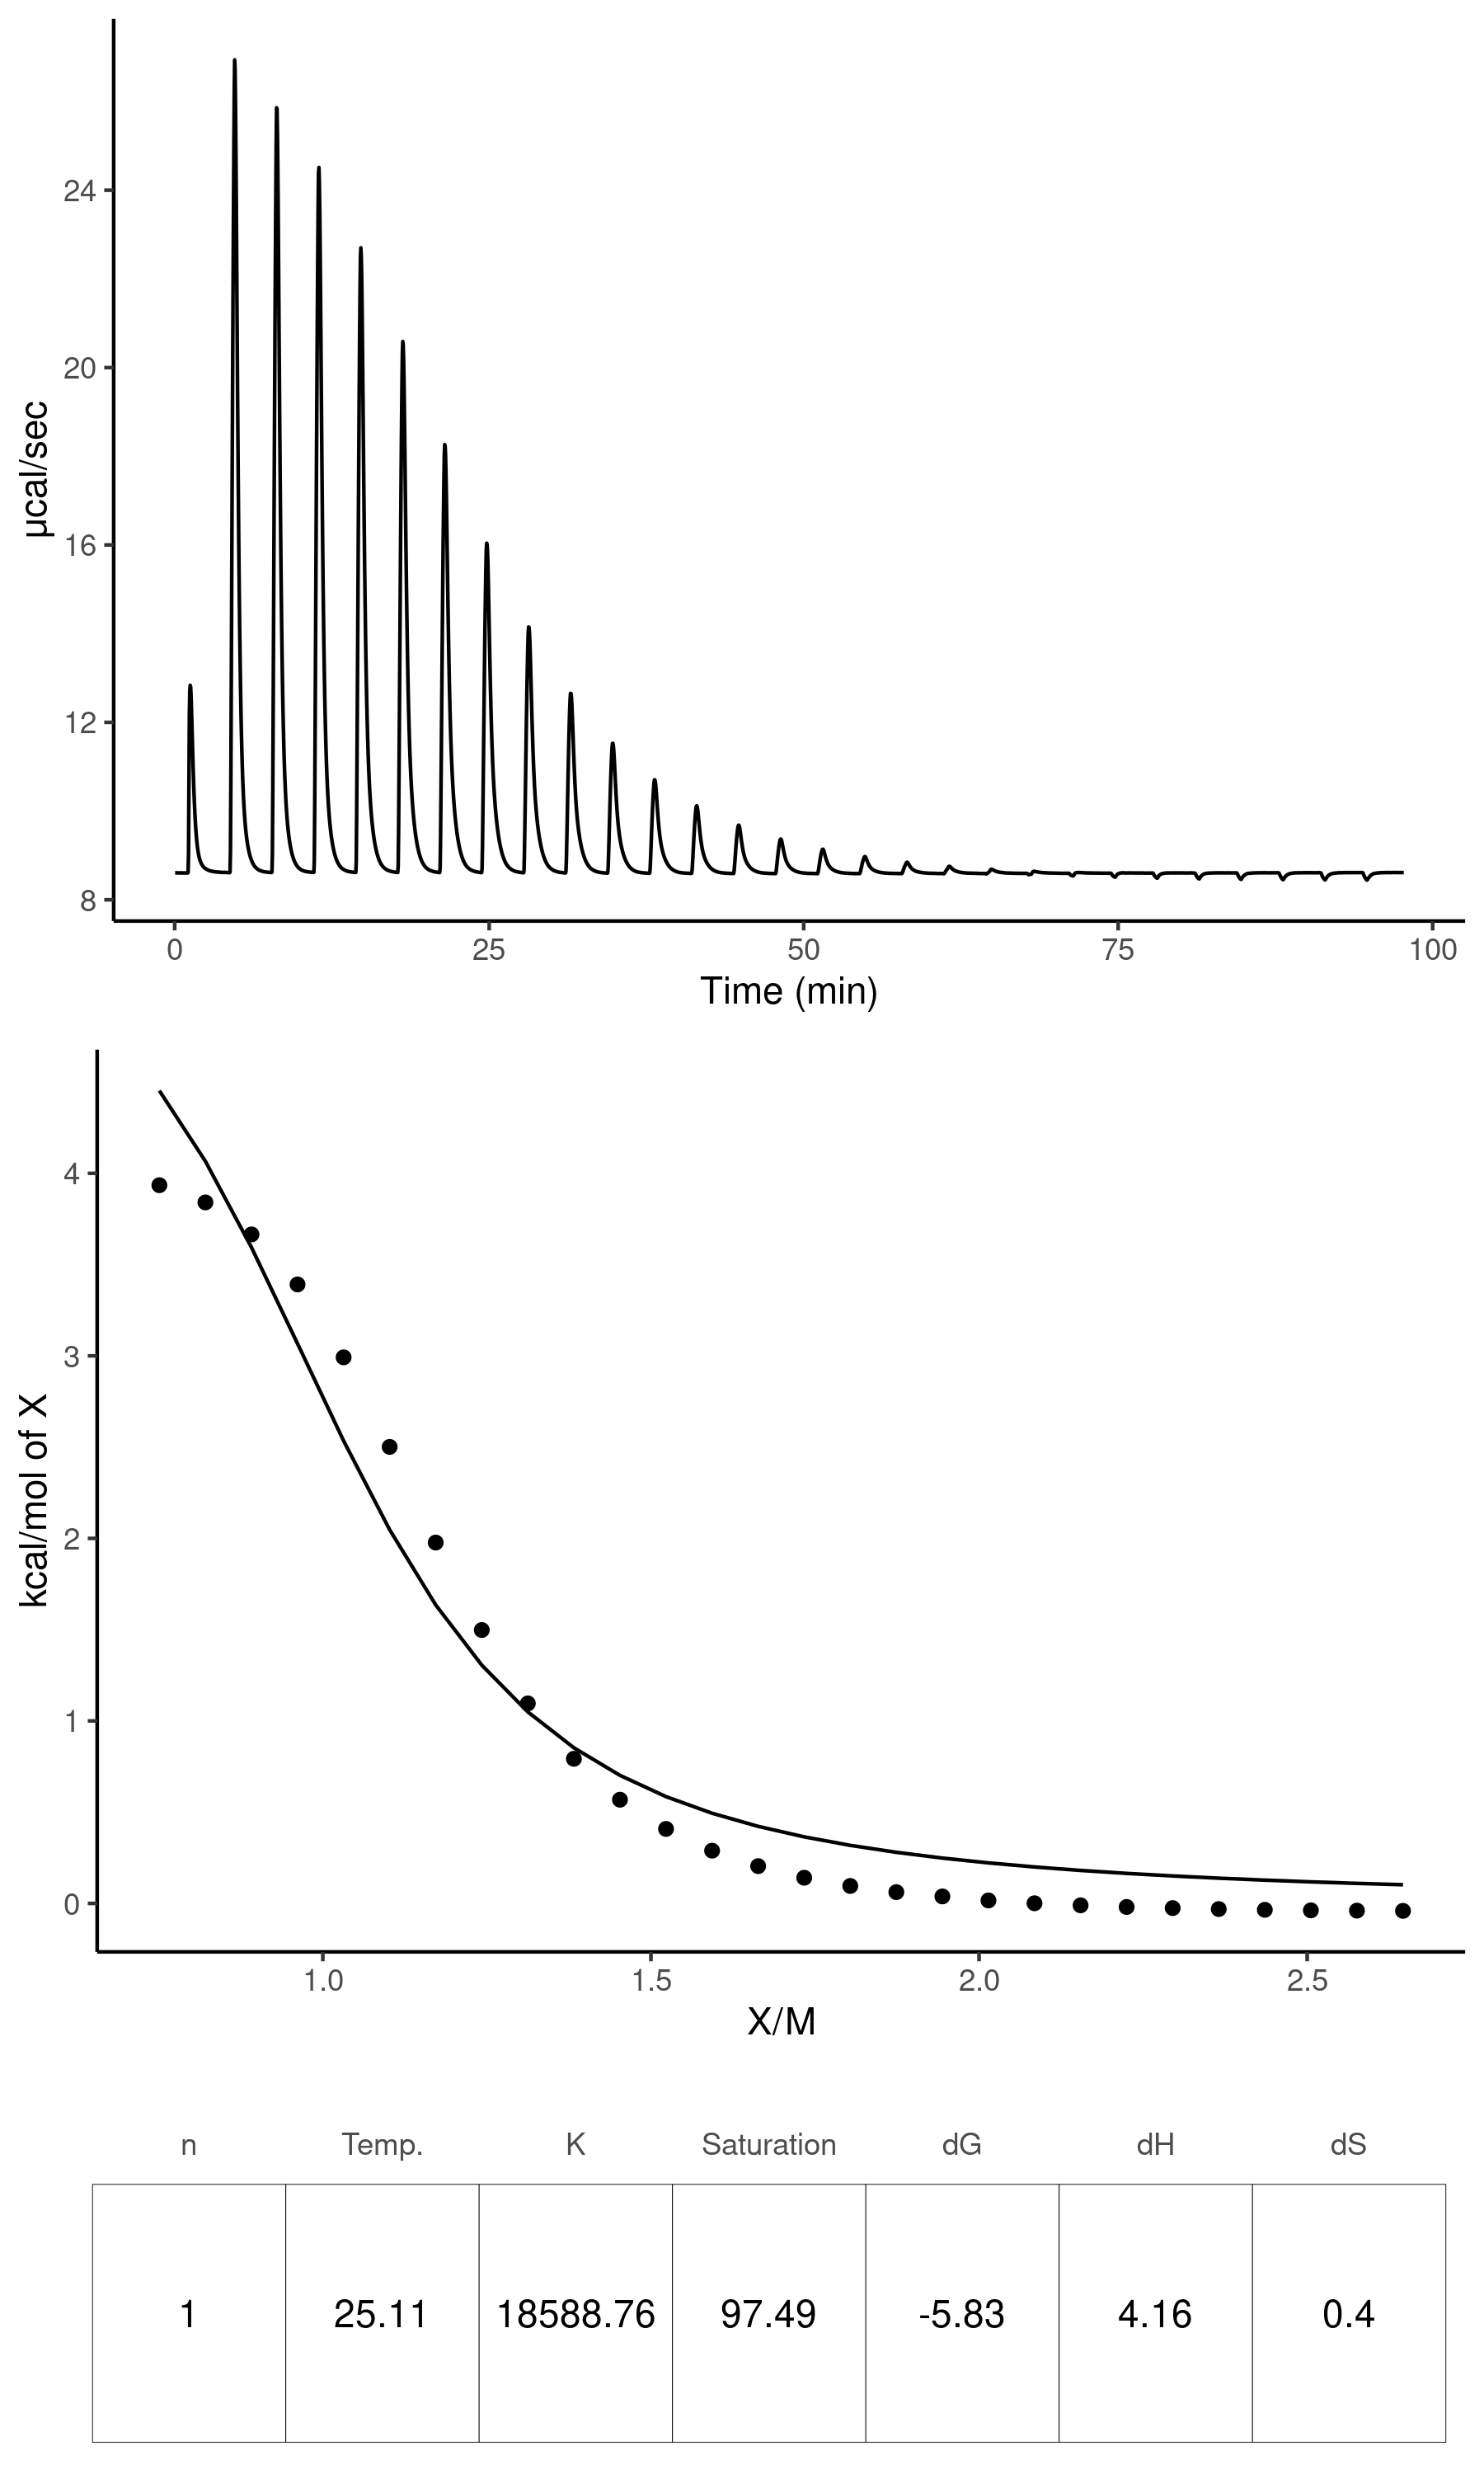 24
20
16
12
8
µcal/sec
0 25 50 75 100
Time (min)
4
3
2
1
0
kcal/mol of X
1.0 1.5 2.0 2.5
X/M
n Temp. K Saturation dG dH dS
1 25.11 18588.76 97.49 -5.83 4.16 0.4